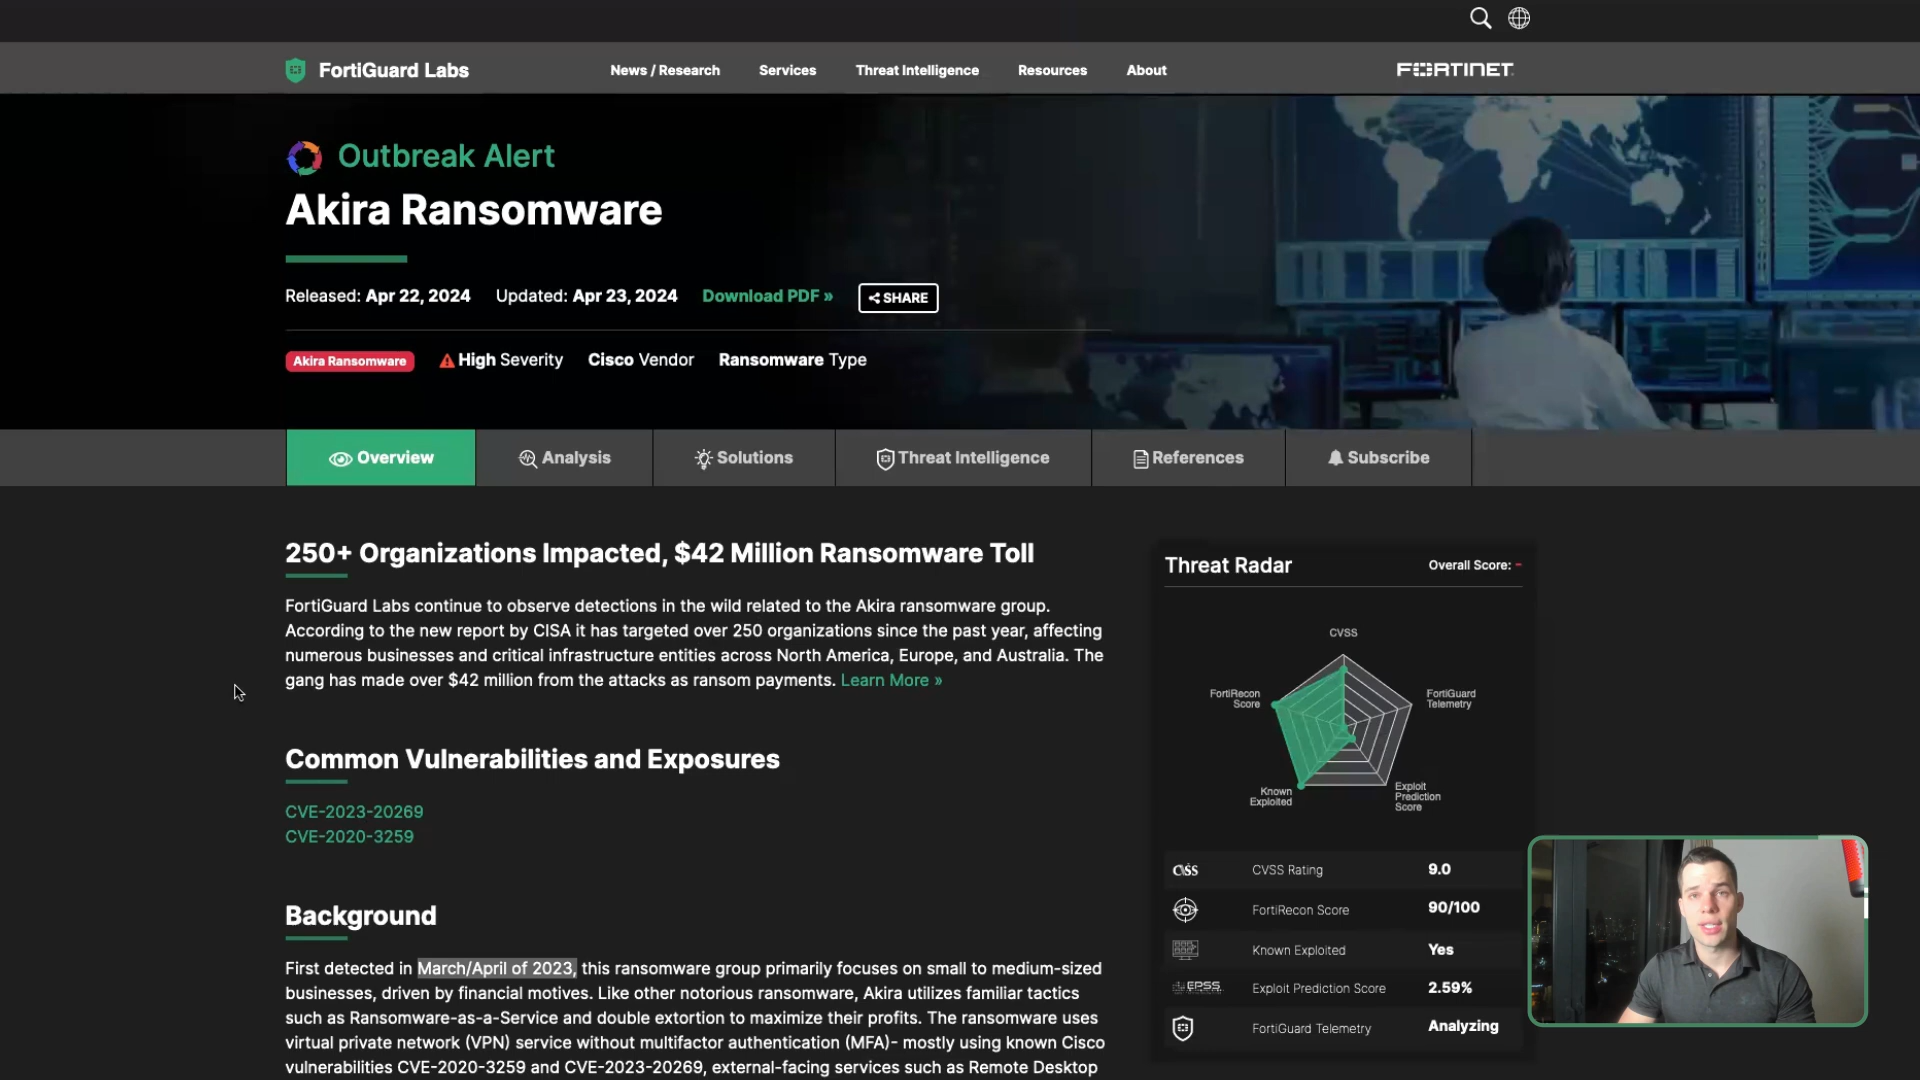 FortiGuard Labs
News / Research
Services
Threat Intelligence
Resources
About
FORTINET
Outbreak Alert
Akira Ransomware
Released: Apr 22, 2024
Updated: Apr 23, 2024
Download PDF »
SHARE
Akira Ransomware
High Severity
Cisco Vendor
Ransomware Type
Overview
Analysis
Solutions
Threat Intelligence
References
Subscribe
250+ Organizations Impacted, $42 Million Ransomware Toll
FortiGuard Labs continue to observe detections in the wild related to the Akira ransomware group.
According to the new report by CISA it has targeted over 250 organizations since the past year, affecting
numerous businesses and critical infrastructure entities across North America, Europe, and Australia. The
gang has made over $42 million from the attacks as ransom payments. Learn More »
Common Vulnerabilities and Exposures
CVE-2023-20269
CVE-2020-3259
Background
First detected in March/April of 2023, this ransomware group primarily focuses on small to medium-sized
businesses, driven by financial motives. Like other notorious ransomware, Akira utilizes familiar tactics
such as Ransomware-as-a-Service and double extortion to maximize their profits. The ransomware uses
virtual private network (VPN) service without multifactor authentication (MFA)- mostly using known Cisco
vulnerabilities CVE-2020-3259 and CVE-2023-20269, external-facing services such as Remote Desktop
Threat Radar
Overall Score: -
CVSS
FortiRecon
Score
FortiGuard
Telemetry
Known
Exploited
Exploit
Prediction
Score
CVSS
CVSS Rating
9.0
FortiRecon Score
90/100
Known Exploited
Yes
EPSS
Exploit Prediction Score
2.59%
FortiGuard Telemetry
Analyzing